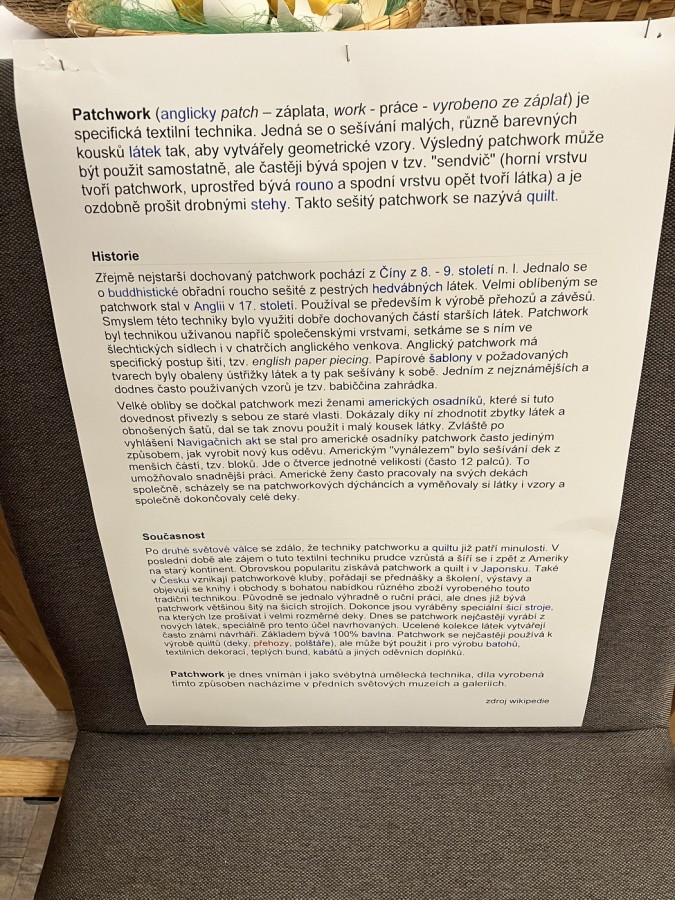 Patchwork (anglicky patch – záplata, work - práce - vyrobeno ze záplat) je
specifická textilní technika. Jedná se o sešívání malých, různě barevných
kousků látek tak, aby vytvářely geometrické vzory. Výsledný patchwork může
být použit samostatně, ale častěji bývá spojen v tzv. "sendvič" (horní vrstvu
tvoří patchwork, uprostřed bývá rouno a spodní vrstvu opět tvoří látka) a je
ozdobně prošit drobnými stehy. Takto sešitý patchwork se nazývá quilt.
Historie
Zřejmě nejstarší dochovaný patchwork pochází z Číny z 8. - 9. století n. l. Jednalo se
o buddhistické obřadní roucho sešité z pestrých hedvábných látek. Velmi oblíbeným se
patchwork stal v Anglii v 17. století. Používal se především k výrobě přehozů a závěsů.
Smyslem této techniky bylo využití dobře dochovaných částí starších látek. Patchwork
byl technikou užívanou napříč společenskými vrstvami, setkáme se s ním ve
šlechtických sídlech i v chatrčích anglického venkova. Anglický patchwork má
specifický postup šití, tzv. english paper piecing. Papírové šablony v požadovaných
tvarech byly obaleny ústřižky látek a ty pak sešívány k sobě. Jedním z nejznámějších a
dodnes často používaných vzorů je tzv. babiččina zahrádka.
Velké obliby se dočkal patchwork mezi ženami amerických osadníků, které si tuto
dovednost přivezly s sebou ze staré vlasti. Dokázaly díky ní zhodnotit zbytky látek a
obnošených šatů, dal se tak znovu použít i malý kousek látky. Zvláště po
vyhlášení Navigačních akt se stal pro americké osadníky patchwork často jediným
způsobem, jak vyrobit nový kus oděvu. Americkým "vynálezem" bylo sešívání dek z
menších částí, tzv. bloků. Jde o čtverce jednotné velikosti (často 12 palců). To
umožňovalo snadnější práci. Americké ženy často pracovaly na svých dekách
společně, scházely se na patchworkových dýcháncích a vyměňovaly si látky i vzory a
společně dokončovaly celé deky.
Současnost
Po druhé světové válce se zdálo, že techniky patchworku a quiltu již patří minulosti. V
poslední době ale zájem o tuto textilní techniku prudce vzrůstá a šíří se i zpět z Ameriky
na starý kontinent. Obrovskou popularitu získává patchwork a quilt i v Japonsku. Také
v Česku vznikají patchworkové kluby, pořádají se přednášky a školení, výstavy a
objevují se knihy i obchody s bohatou nabídkou různého zboží vyrobeného touto
tradiční technikou. Původně se jednalo výhradně o ruční práci, ale dnes již bývá
patchwork většinou šitý na šicích strojích. Dokonce jsou vyráběny speciální šicí stroje,
na kterých lze prošívat i velmi rozměrné deky. Dnes se patchwork nejčastěji vyrábí z
nových látek, speciálně pro tento účel navrhovaných. Ucelené kolekce látek vytvářejí
často známí návrháři. Základem bývá 100% bavlna. Patchwork se nejčastěji používá k
výrobě quiltů (deky, přehozy, polštáře), ale může být použit i pro výrobu batohů,
textilních dekorací, teplých bund, kabátů a jiných oděvních doplňků.
Patchwork je dnes vnímán i jako svébytná umělecká technika, díla vyrobená
tímto způsoben nacházíme v předních světových muzeích a galeriích.
zdroj wikipedie